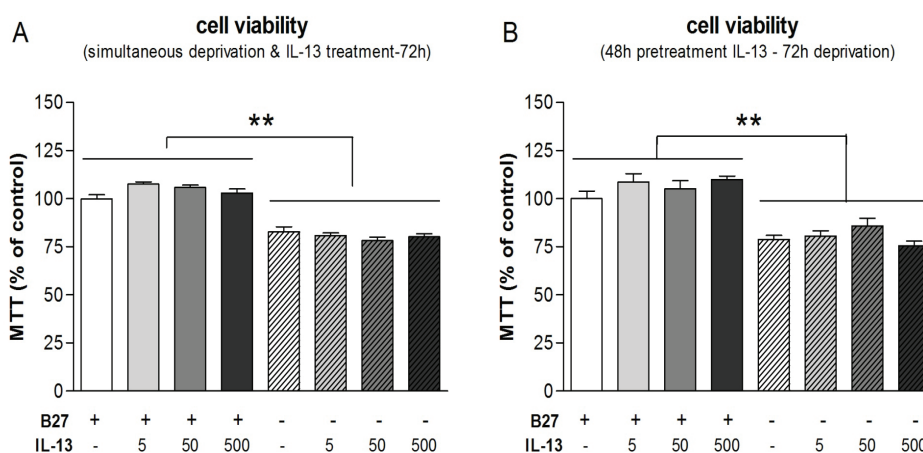 A
cell viability
(simultaneous deprivation & IL-13 treatment-72h)
MTT (% of control)
150
125
100
75
50
25
0
**
B27 + + + + - - - -
IL-13 - 5 50 500 - 5 50 500
B
cell viability
(48h pretreatment IL-13 - 72h deprivation)
MTT (% of control)
150
125
100
75
50
25
0
**
B27 + + + + - - - -
IL-13 - 5 50 500 - 5 50 500